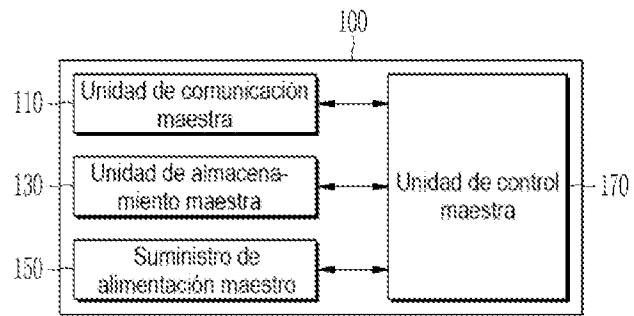 100
110
Unidad de comunicación
maestra
130
Unidad de almacena-
miento maestra
150
Suministro de
alimentación maestro
Unidad de control
maestra
170